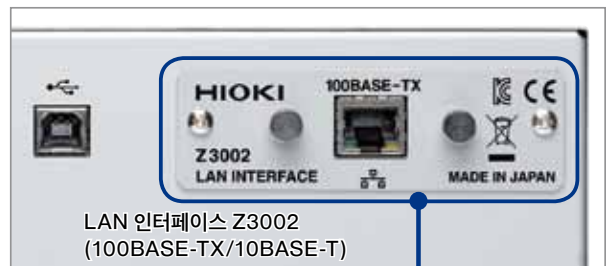 HIOKI
100BASE-TX
CE
Z3002
LAN INTERFACE
MADE IN JAPAN
LAN 인터페이스 Z3002
(100BASE-TX/10BASE-T)